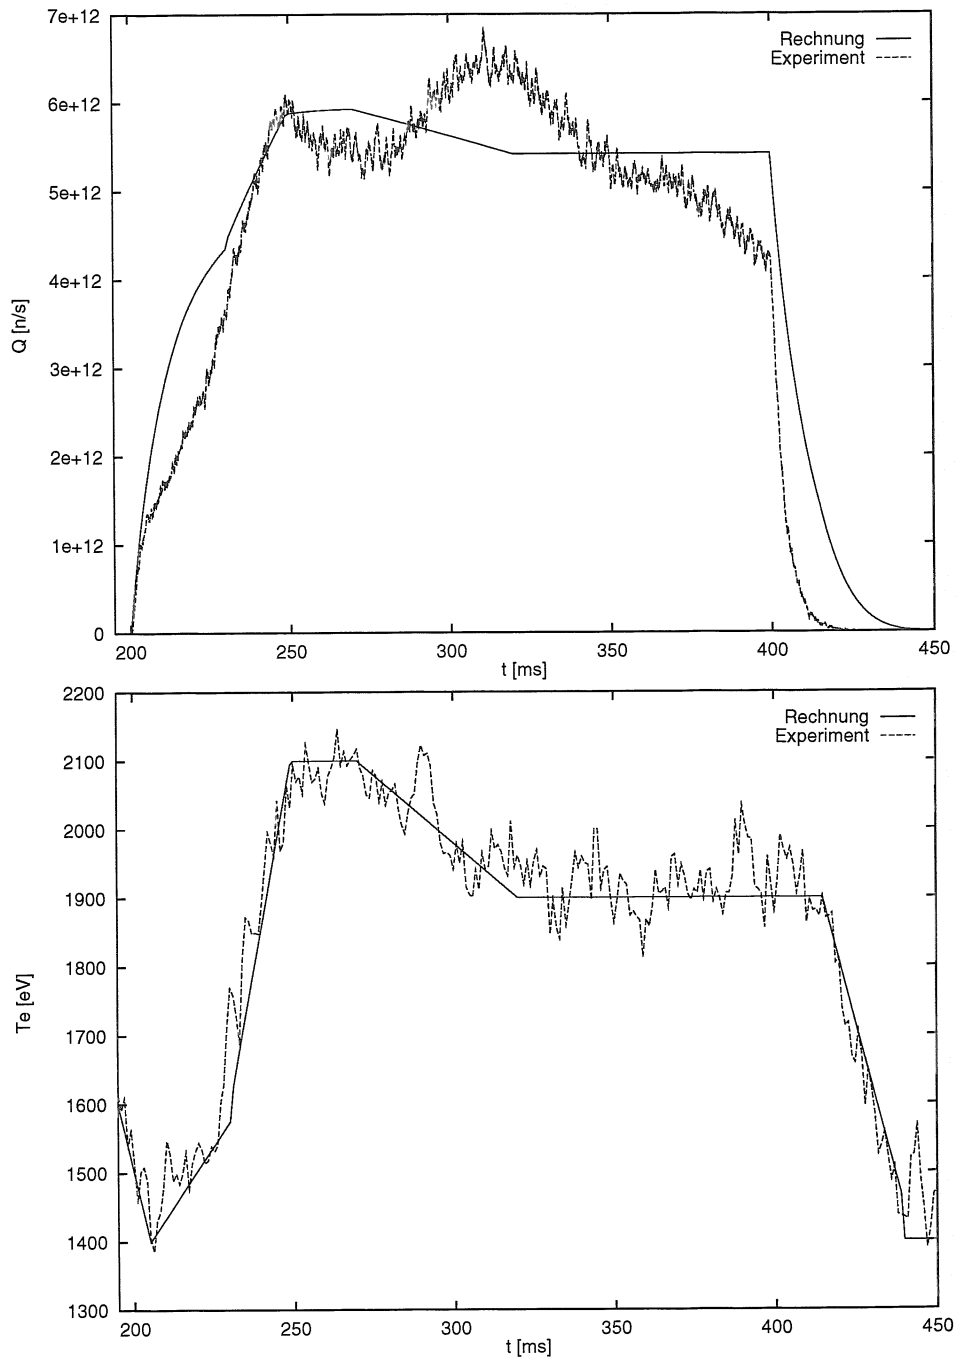 7e+12
Rechnung
Experiment
6e+12
5e+12
4e+12
Q [n/s]
3e+12
2e+12
1e+12
0
200 250 300 350 400 450
t [ms]
2200
Rechnung
Experiment
2100
2000
1900
1800
Te [eV]
1700
1600
1500
1400
1300
200 250 300 350 400 450
t [ms]